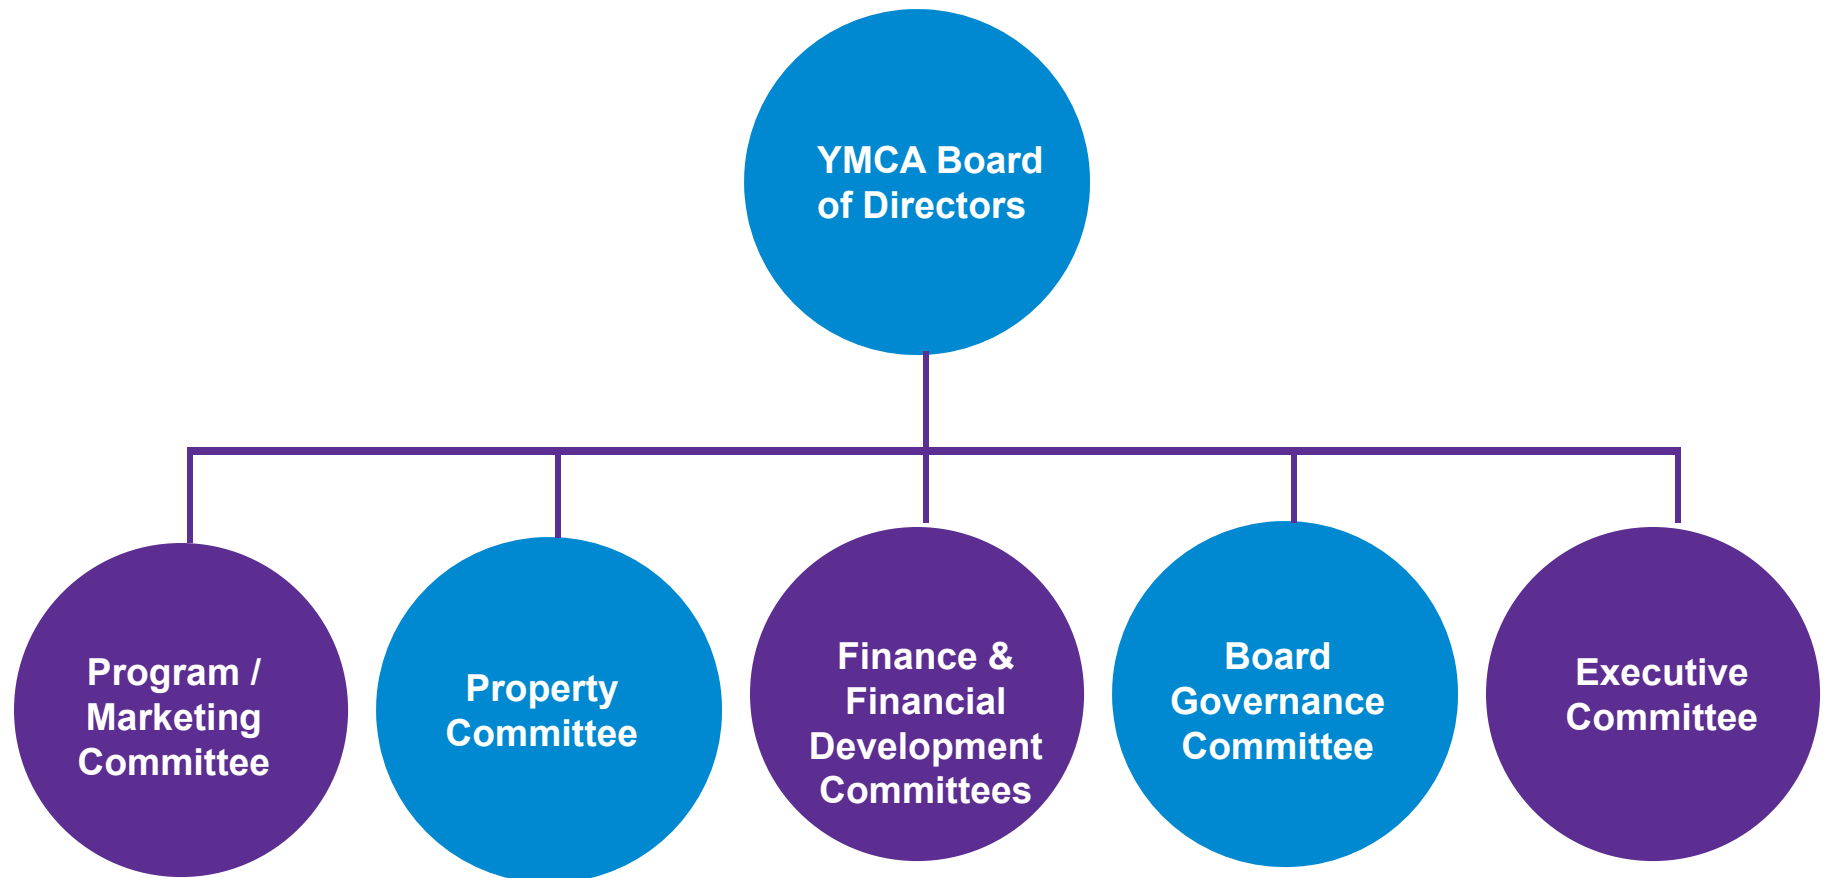 YMCA Board
of Directors
Program /
Marketing
Committee
Property
Committee
Finance &
Financial
Development
Committees
Board
Governance
Committee
Executive
Committee